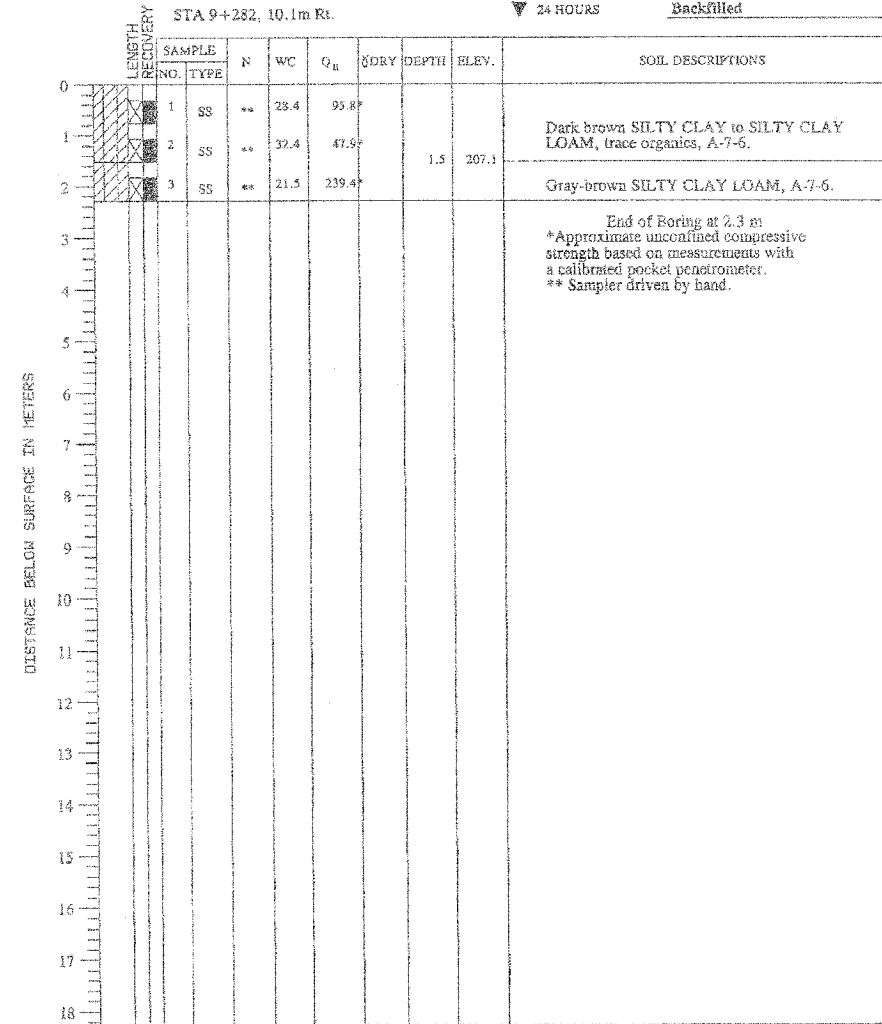 STA 9+282, 10.1m Rt.
▼ 24 HOURS Backfilled
LENGTH
RECOVERY
SAMPLE
NO. TYPE
N WC Qu γDRY DEPTH ELEV. SOIL DESCRIPTIONS
0
1 SS ** 28.4 95.8*
Dark brown SILTY CLAY to SILTY CLAY
LOAM, trace organics, A-7-6.
1
2 SS ** 32.4 47.9*
1.5 207.1
3 SS ** 21.5 239.4*
Gray-brown SILTY CLAY LOAM, A-7-6.
2
End of Boring at 2.3 m
*Approximate unconfined compressive
strength based on measurements with
a calibrated pocket penetrometer.
** Sampler driven by hand.
3
4
5
6
7
8
9
10
11
12
13
14
15
16
17
18
DISTANCE BELOW SURFACE IN METERS